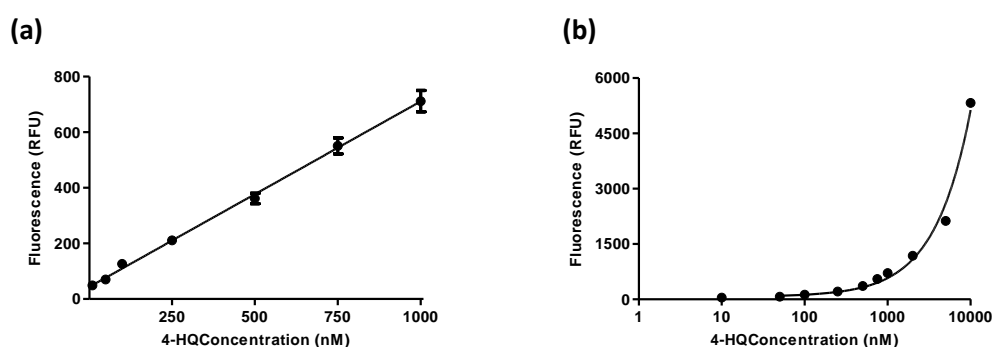 (a)
Fluorescence (RFU)
800
600
400
200
0
250 500 750 1000
4-HQConcentration (nM)
(b)
Fluorescence (RFU)
6000
4500
3000
1500
0
1 10 100 1000 10000
4-HQConcentration (nM)